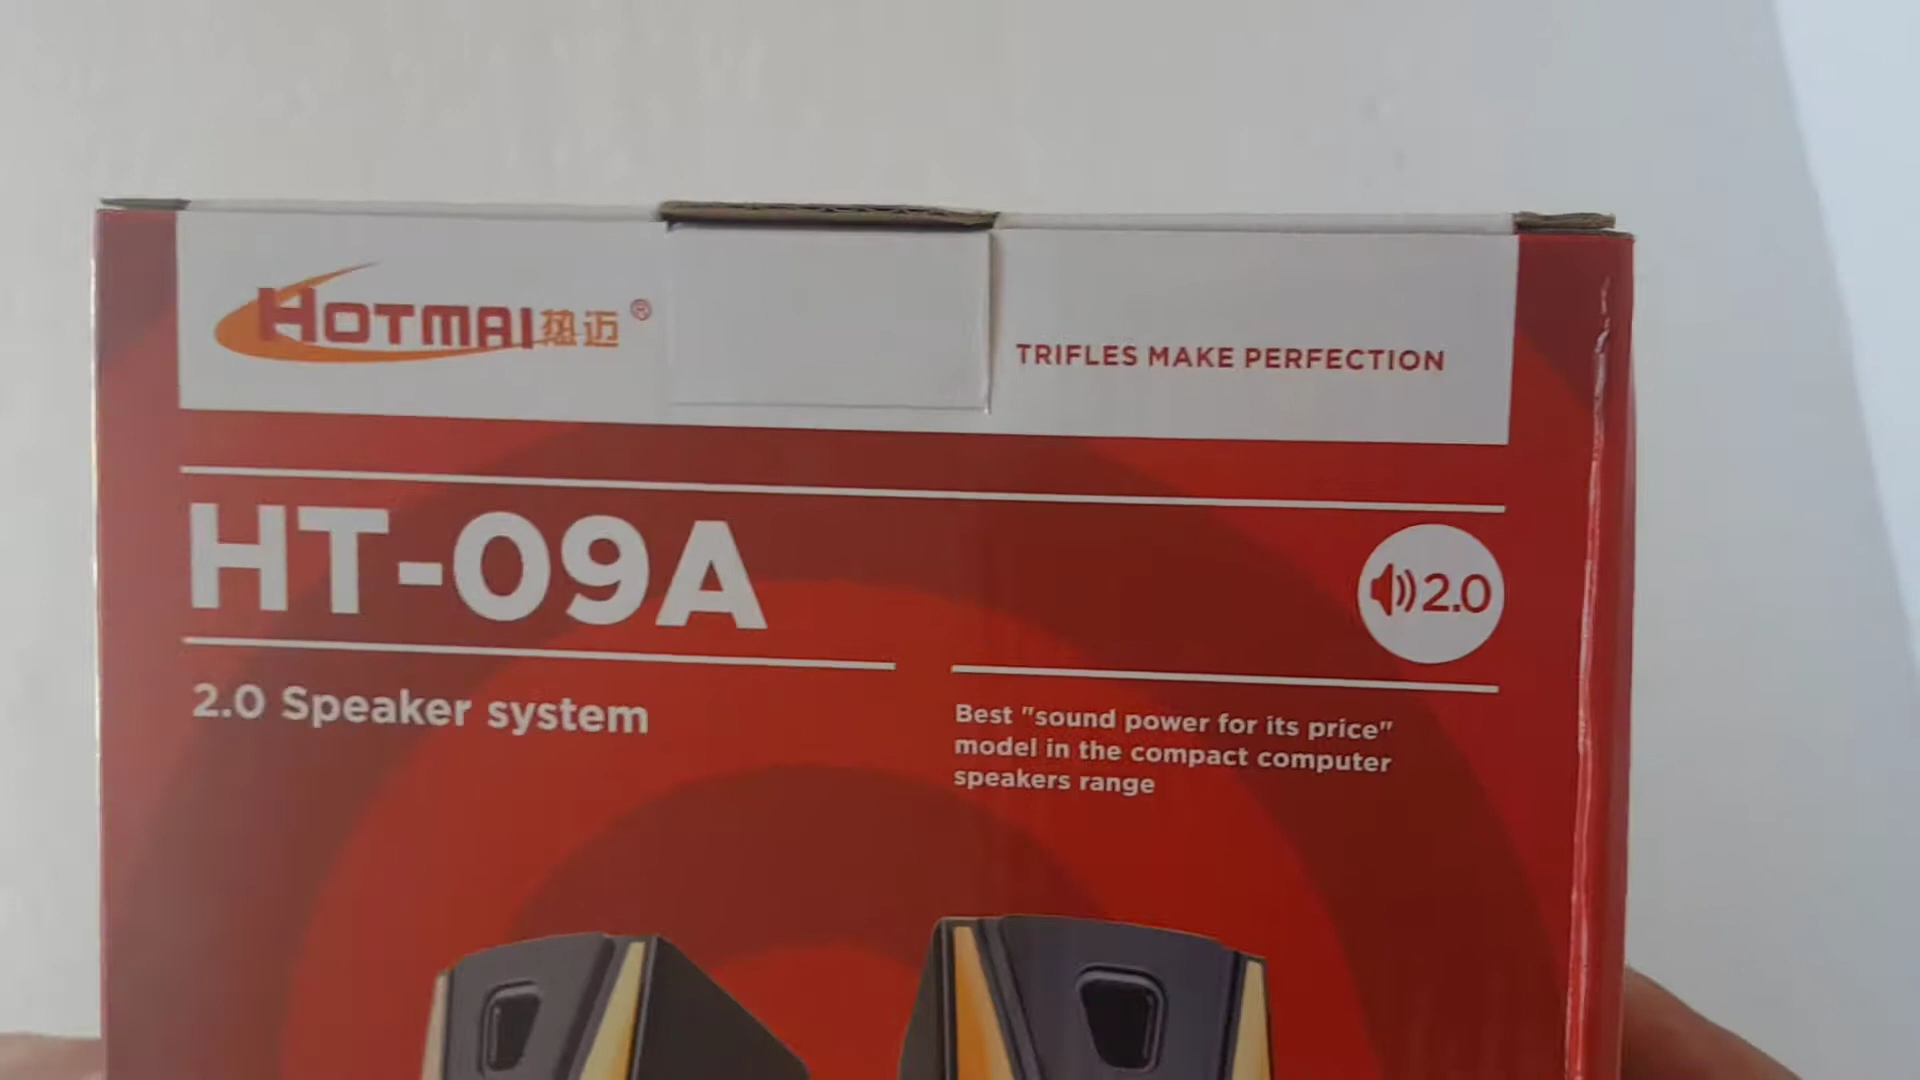 HOTMAI热迈®
TRIFLES MAKE PERFECTION
HT-09A
2.0
2.0 Speaker system
Best "sound power for its price"
model in the compact computer
speakers range